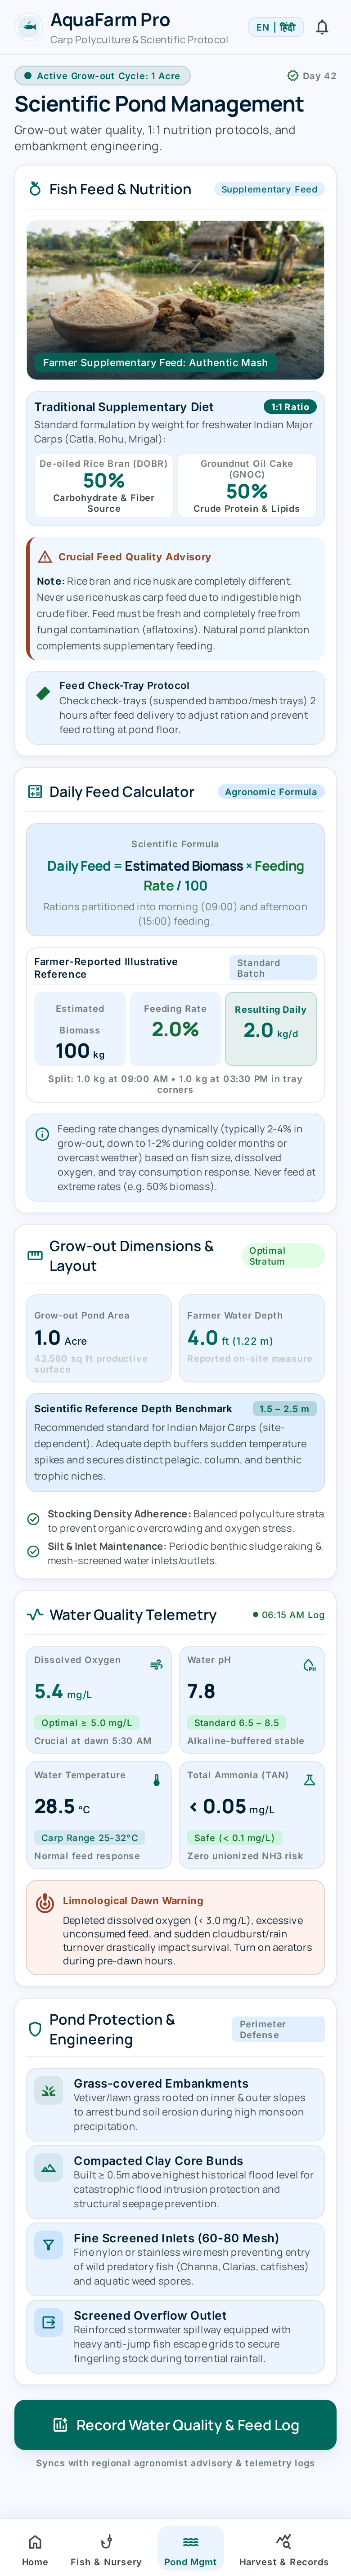 AquaFarm Pro
Carp Polyculture & Scientific Protocol
EN | हिंदी
Active Grow-out Cycle: 1 Acre
Day 42
Scientific Pond Management
Grow-out water quality, 1:1 nutrition protocols, and
embankment engineering.
Fish Feed & Nutrition
Supplementary Feed
Farmer Supplementary Feed: Authentic Mash
Traditional Supplementary Diet
1:1 Ratio
Standard formulation by weight for freshwater Indian Major
Carps (Catla, Rohu, Mrigal):
De-oiled Rice Bran (DOBR)
50%
Carbohydrate & Fiber
Source
Groundnut Oil Cake
(GNOC)
50%
Crude Protein & Lipids
Crucial Feed Quality Advisory
Note: Rice bran and rice husk are completely different.
Never use rice husk as carp feed due to indigestible high
crude fiber. Feed must be fresh and completely free from
fungal contamination (aflatoxins). Natural pond plankton
complements supplementary feeding.
Feed Check-Tray Protocol
Check check-trays (suspended bamboo/mesh trays) 2
hours after feed delivery to adjust ration and prevent
feed rotting at pond floor.
Daily Feed Calculator
Agronomic Formula
Scientific Formula
Daily Feed = Estimated Biomass × Feeding
Rate / 100
Rations partitioned into morning (09:00) and afternoon
(15:00) feeding.
Farmer-Reported Illustrative
Reference
Standard
Batch
Estimated
Biomass
100 kg
Feeding Rate
2.0%
Resulting Daily
2.0 kg/d
Split: 1.0 kg at 09:00 AM • 1.0 kg at 03:30 PM in tray
corners
Feeding rate changes dynamically (typically 2-4% in
grow-out, down to 1-2% during colder months or
overcast weather) based on fish size, dissolved
oxygen, and tray consumption response. Never feed at
extreme rates (e.g. 50% biomass).
Grow-out Dimensions &
Layout
Optimal
Stratum
Grow-out Pond Area
1.0 Acre
43,560 sq ft productive
surface
Farmer Water Depth
4.0 ft (1.22 m)
Reported on-site measure
Scientific Reference Depth Benchmark
1.5 – 2.5 m
Recommended standard for Indian Major Carps (site-
dependent). Adequate depth buffers sudden temperature
spikes and secures distinct pelagic, column, and benthic
trophic niches.
Stocking Density Adherence: Balanced polyculture strata
to prevent organic overcrowding and oxygen stress.
Silt & Inlet Maintenance: Periodic benthic sludge raking &
mesh-screened water inlets/outlets.
Water Quality Telemetry
06:15 AM Log
Dissolved Oxygen
5.4 mg/L
Optimal ≥ 5.0 mg/L
Crucial at dawn 5:30 AM
Water pH
PH
7.8
Standard 6.5 – 8.5
Alkaline-buffered stable
Water Temperature
28.5 °C
Carp Range 25-32°C
Normal feed response
Total Ammonia (TAN)
< 0.05 mg/L
Safe (< 0.1 mg/L)
Zero unionized NH3 risk
Limnological Dawn Warning
Depleted dissolved oxygen (< 3.0 mg/L), excessive
unconsumed feed, and sudden cloudburst/rain
turnover drastically impact survival. Turn on aerators
during pre-dawn hours.
Pond Protection &
Engineering
Perimeter
Defense
Grass-covered Embankments
Vetiver/lawn grass rooted on inner & outer slopes
to arrest bund soil erosion during high monsoon
precipitation.
Compacted Clay Core Bunds
Built ≥ 0.5m above highest historical flood level for
catastrophic flood intrusion protection and
structural seepage prevention.
Fine Screened Inlets (60-80 Mesh)
Fine nylon or stainless wire mesh preventing entry
of wild predatory fish (Channa, Clarias, catfishes)
and aquatic weed spores.
Screened Overflow Outlet
Reinforced stormwater spillway equipped with
heavy anti-jump fish escape grids to secure
fingerling stock during torrential rainfall.
Record Water Quality & Feed Log
Syncs with regional agronomist advisory & telemetry logs
Home
Fish & Nursery
Pond Mgmt
Harvest & Records